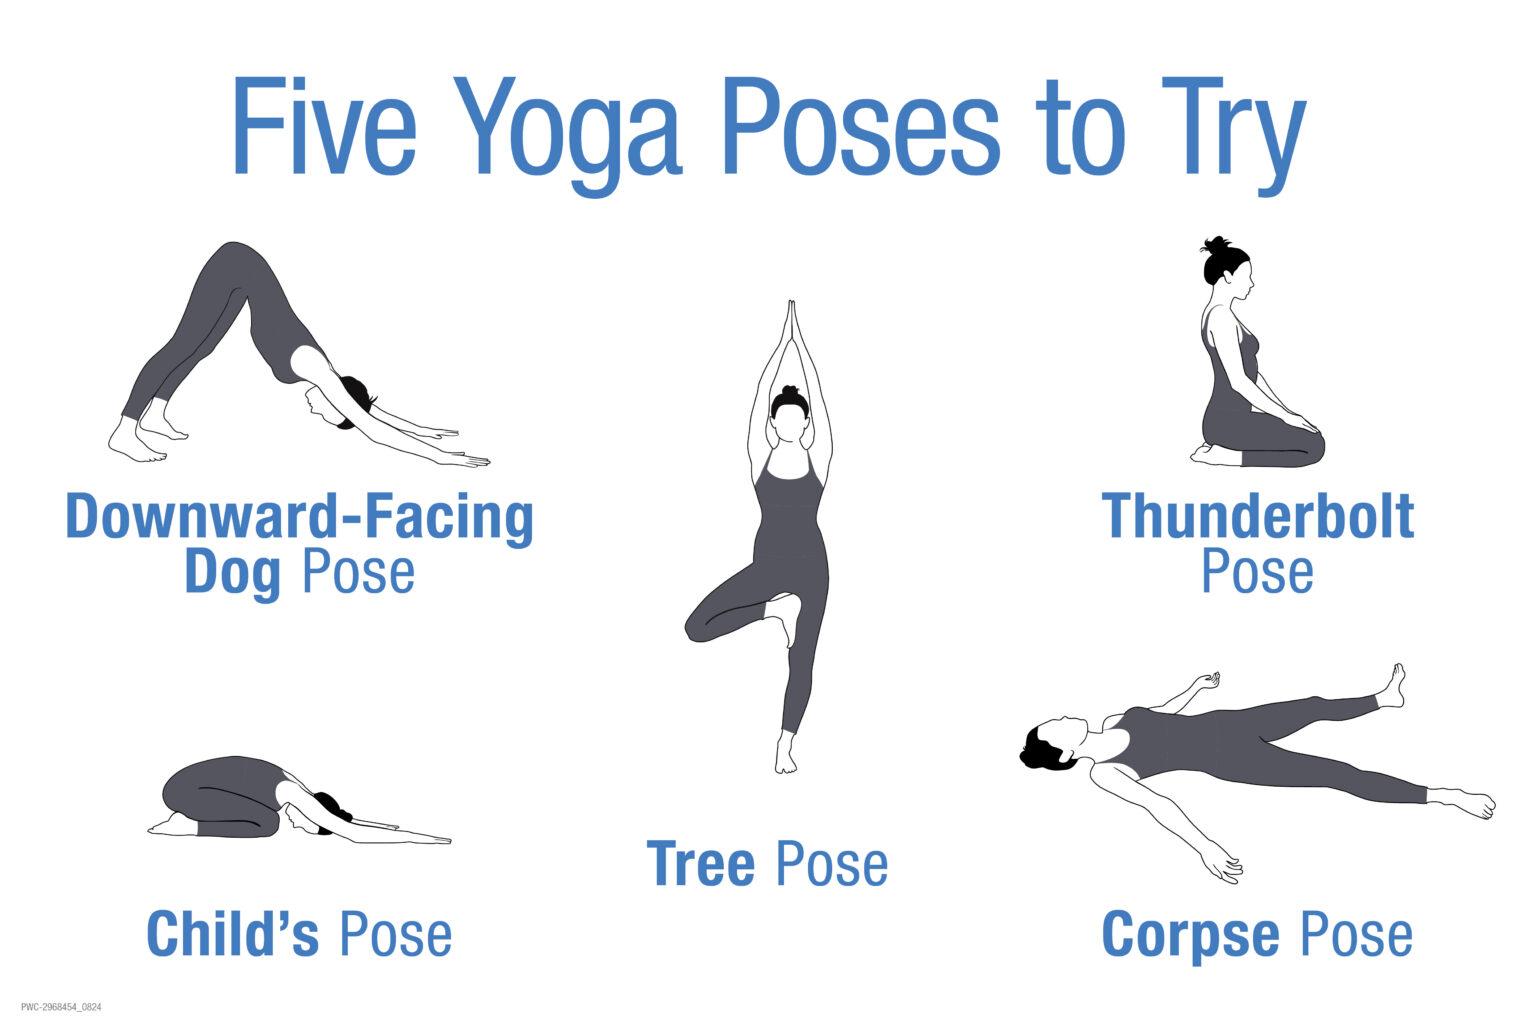 Five Yoga Poses to Try
Downward-Facing
Dog Pose
Thunderbolt
Pose
Tree Pose
Child’s Pose
Corpse Pose
PWC-2968454_0824